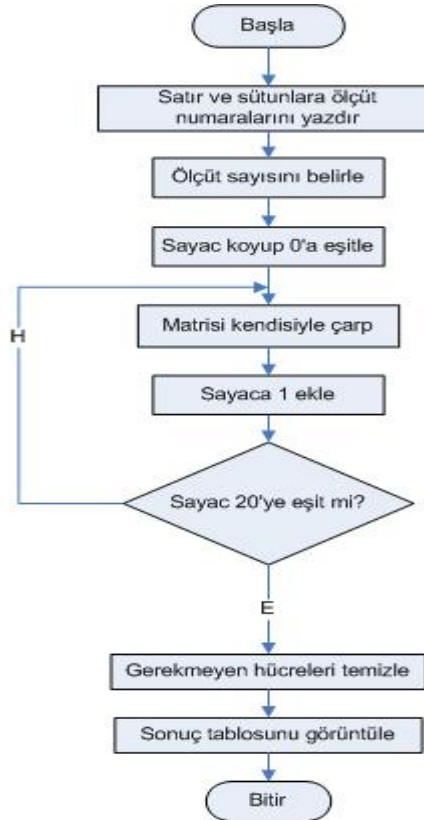 Başla
Satır ve sütunlara ölçüt
numaralarını yazdır
Ölçüt sayısını belirle
Sayac koyup 0'a eşitle
Matrisi kendisiyle çarp
H
Sayaca 1 ekle
Sayac 20'ye eşit mi?
E
Gerekmeyen hücreleri temizle
Sonuç tablosunu görüntüle
Bitir